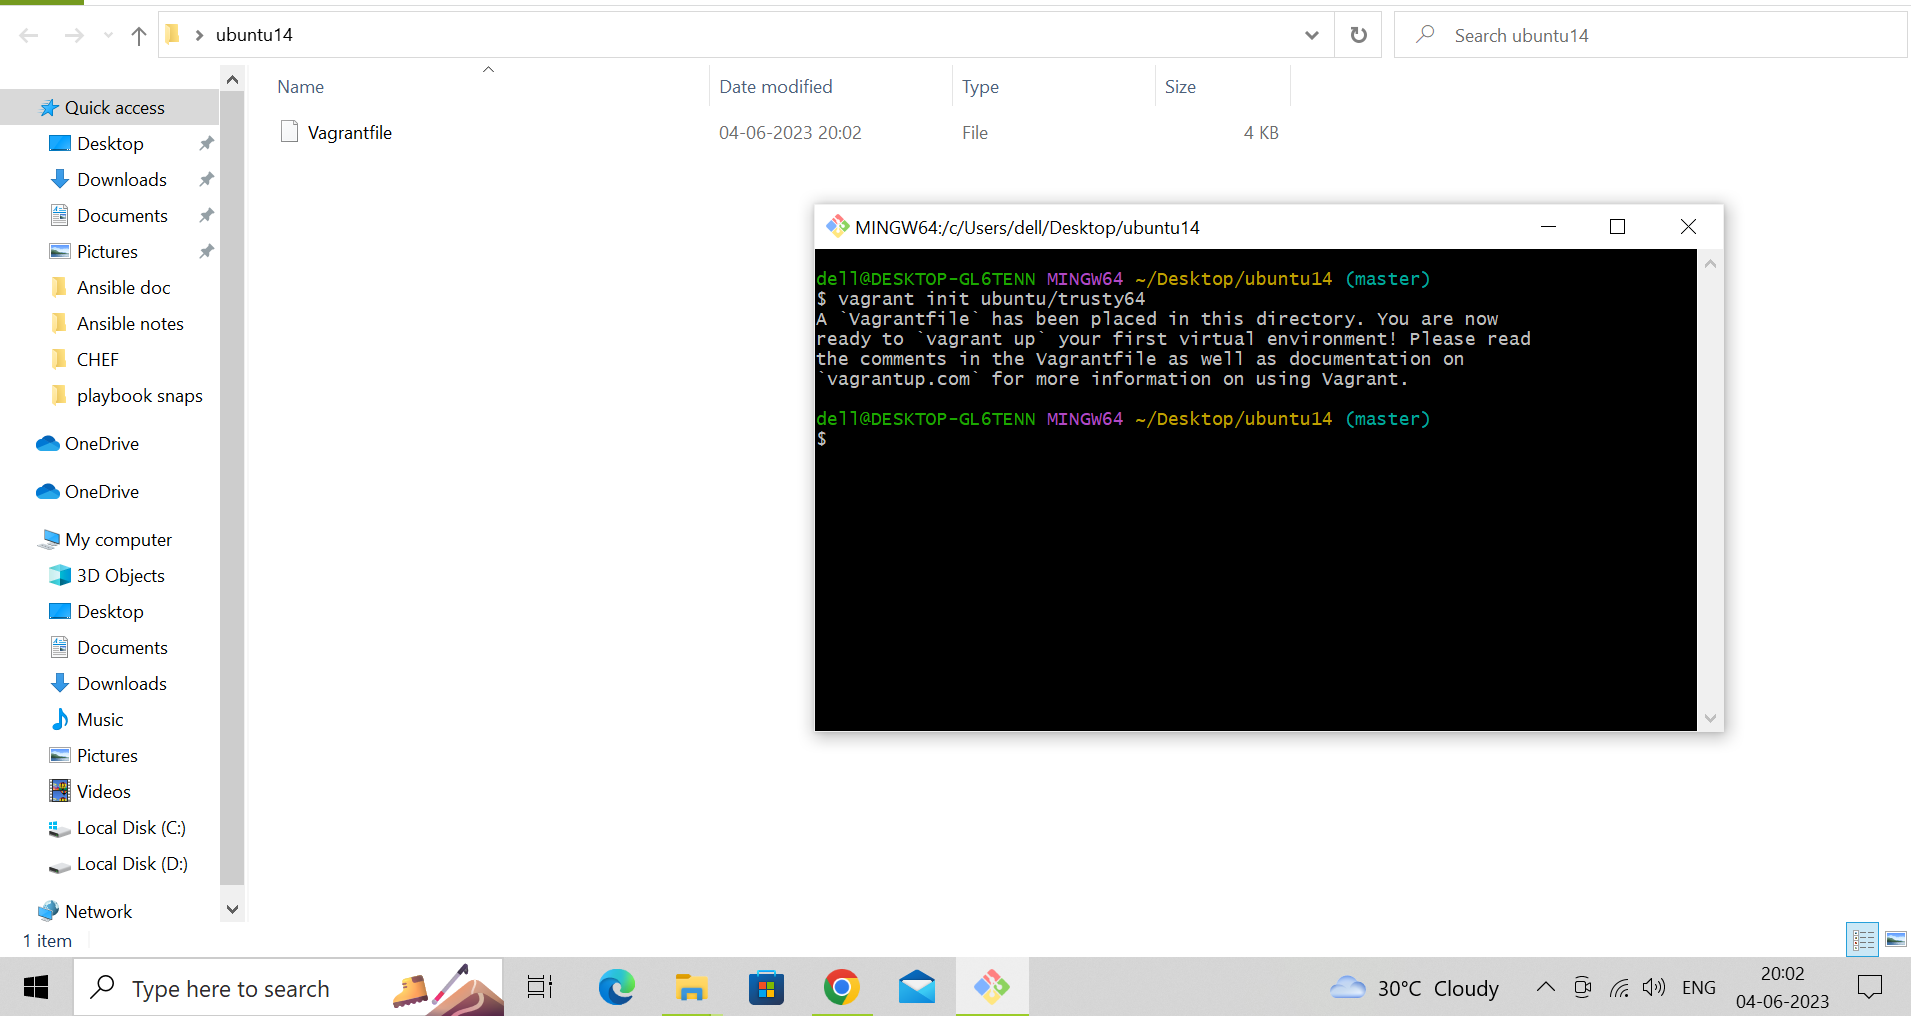 ubuntu14
Search ubuntu14
Name
Date modified
Type
Size
Vagrantfile
04-06-2023 20:02
File
4 KB
Quick access
Desktop
Downloads
Documents
Pictures
Ansible doc
Ansible notes
CHEF
playbook snaps
OneDrive
OneDrive
My computer
3D Objects
Desktop
Documents
Downloads
Music
Pictures
Videos
Local Disk (C:)
Local Disk (D:)
Network
1 item
MINGW64:/c/Users/dell/Desktop/ubuntu14
dell@DESKTOP-GL6TENN MINGW64 ~/Desktop/ubuntu14 (master)
$ vagrant init ubuntu/trusty64
A `Vagrantfile` has been placed in this directory. You are now
ready to `vagrant up` your first virtual environment! Please read
the comments in the Vagrantfile as well as documentation on
`vagrantup.com` for more information on using Vagrant.
dell@DESKTOP-GL6TENN MINGW64 ~/Desktop/ubuntu14 (master)
$
Type here to search
30°C Cloudy
ENG
20:02
04-06-2023